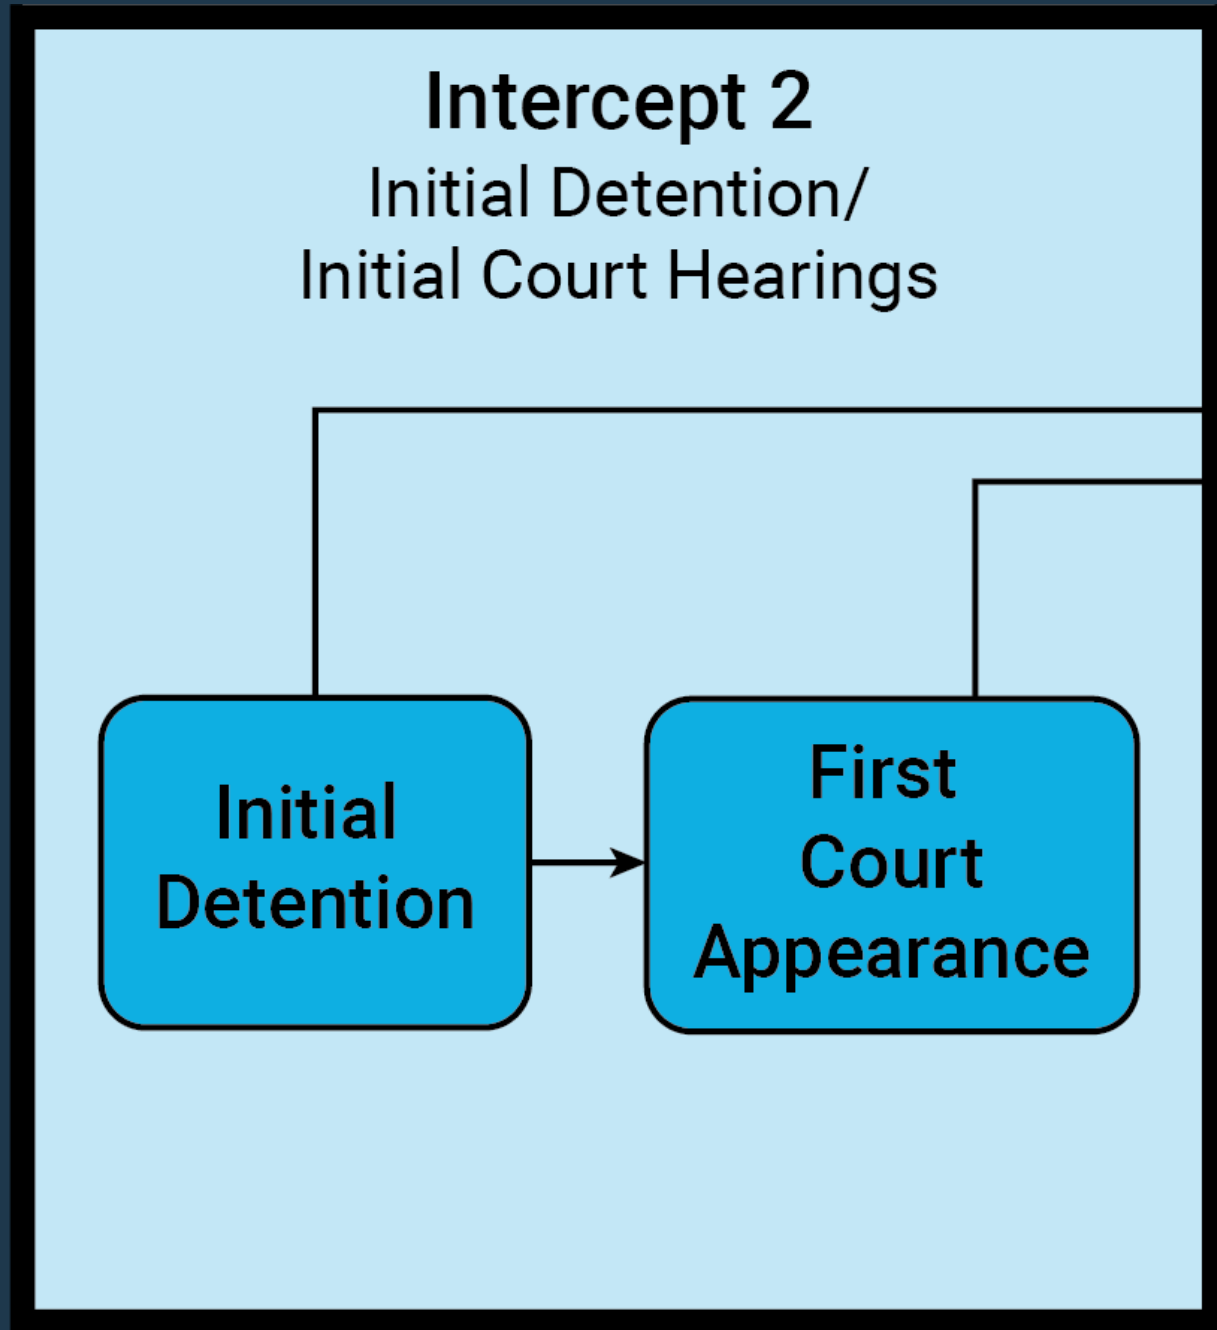 Intercept 2
Initial Detention/
Initial Court Hearings
Initial
Detention
First
Court
Appearance